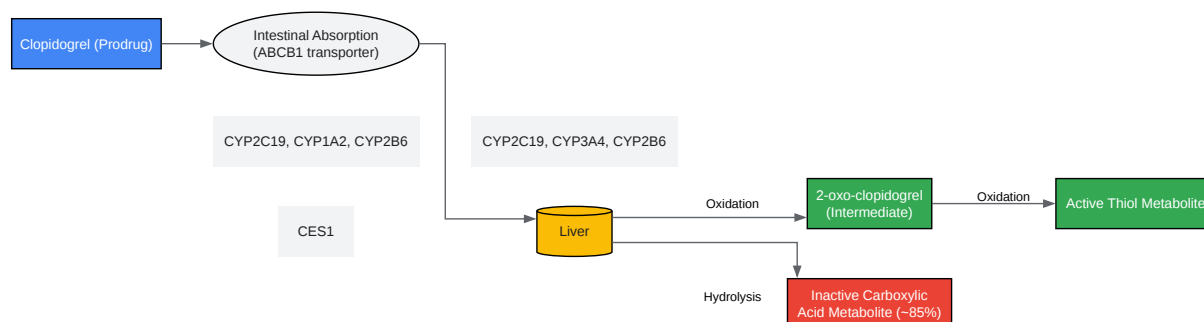 Clopidogrel (Prodrug)
Intestinal Absorption
(ABCB1 transporter)
CYP2C19, CYP1A2, CYP2B6
CYP2C19, CYP3A4, CYP2B6
CES1
Liver
Oxidation
2-oxo-clopidogrel
(Intermediate)
Oxidation
Active Thiol Metabolite
Hydrolysis
Inactive Carboxylic
Acid Metabolite (~85%)